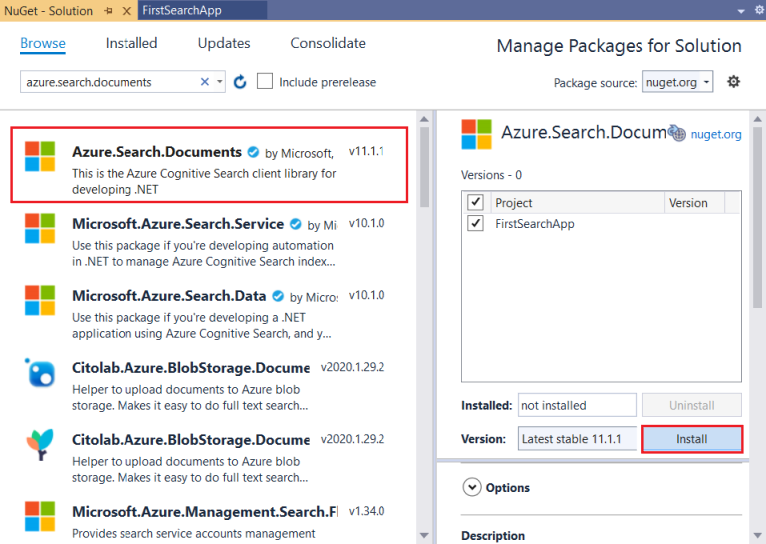 NuGet - Solution
FirstSearchApp
Browse
Installed
Updates
Consolidate
Manage Packages for Solution
azure.search.documents
Include prerelease
Package source:
nuget.org
Azure.Search.Documents by Microsoft, v11.1.1
This is the Azure Cognitive Search client library for
developing .NET
Microsoft.Azure.Search.Service by Mi v10.1.0
Use this package if you're developing automation
in .NET to manage Azure Cognitive Search index...
Microsoft.Azure.Search.Data by Micro: v10.1.0
Use this package if you're developing a .NET
application using Azure Cognitive Search, and y...
Citolab.Azure.BlobStorage.Docume v2020.1.29.2
Helper to upload documents to Azure blob
storage. Makes it easy to do full text search...
Citolab.Azure.BlobStorage.Docume v2020.1.29.2
Helper to upload documents to Azure blob
storage. Makes it easy to do full text search...
Microsoft.Azure.Management.Search.Fl v1.34.0
Provides search service accounts management
Azure.Search.Docum nuget.org
Versions - 0
Project Version
FirstSearchApp
Installed: not installed Uninstall
Version: Latest stable 11.1.1 Install
Options
Description